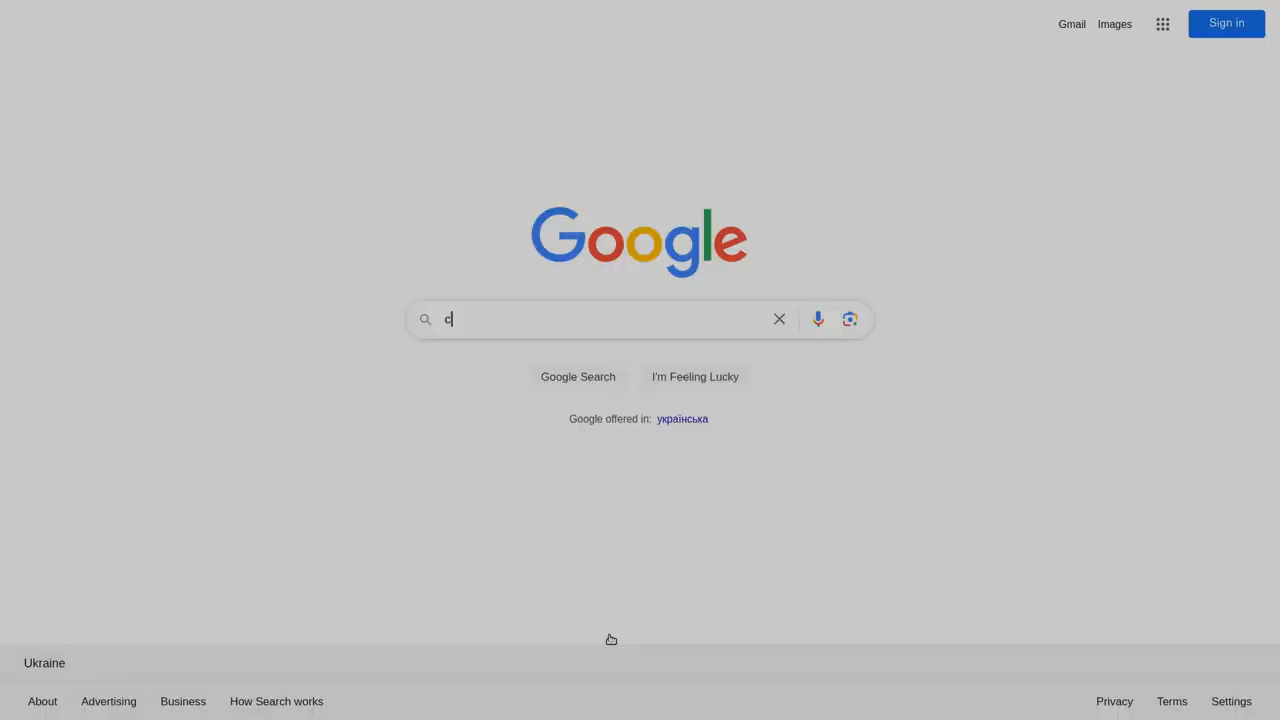 Gmail Images Sign in
Google
c
Google Search I'm Feeling Lucky
Google offered in: українська
Ukraine
About Advertising Business How Search works Privacy Terms Settings